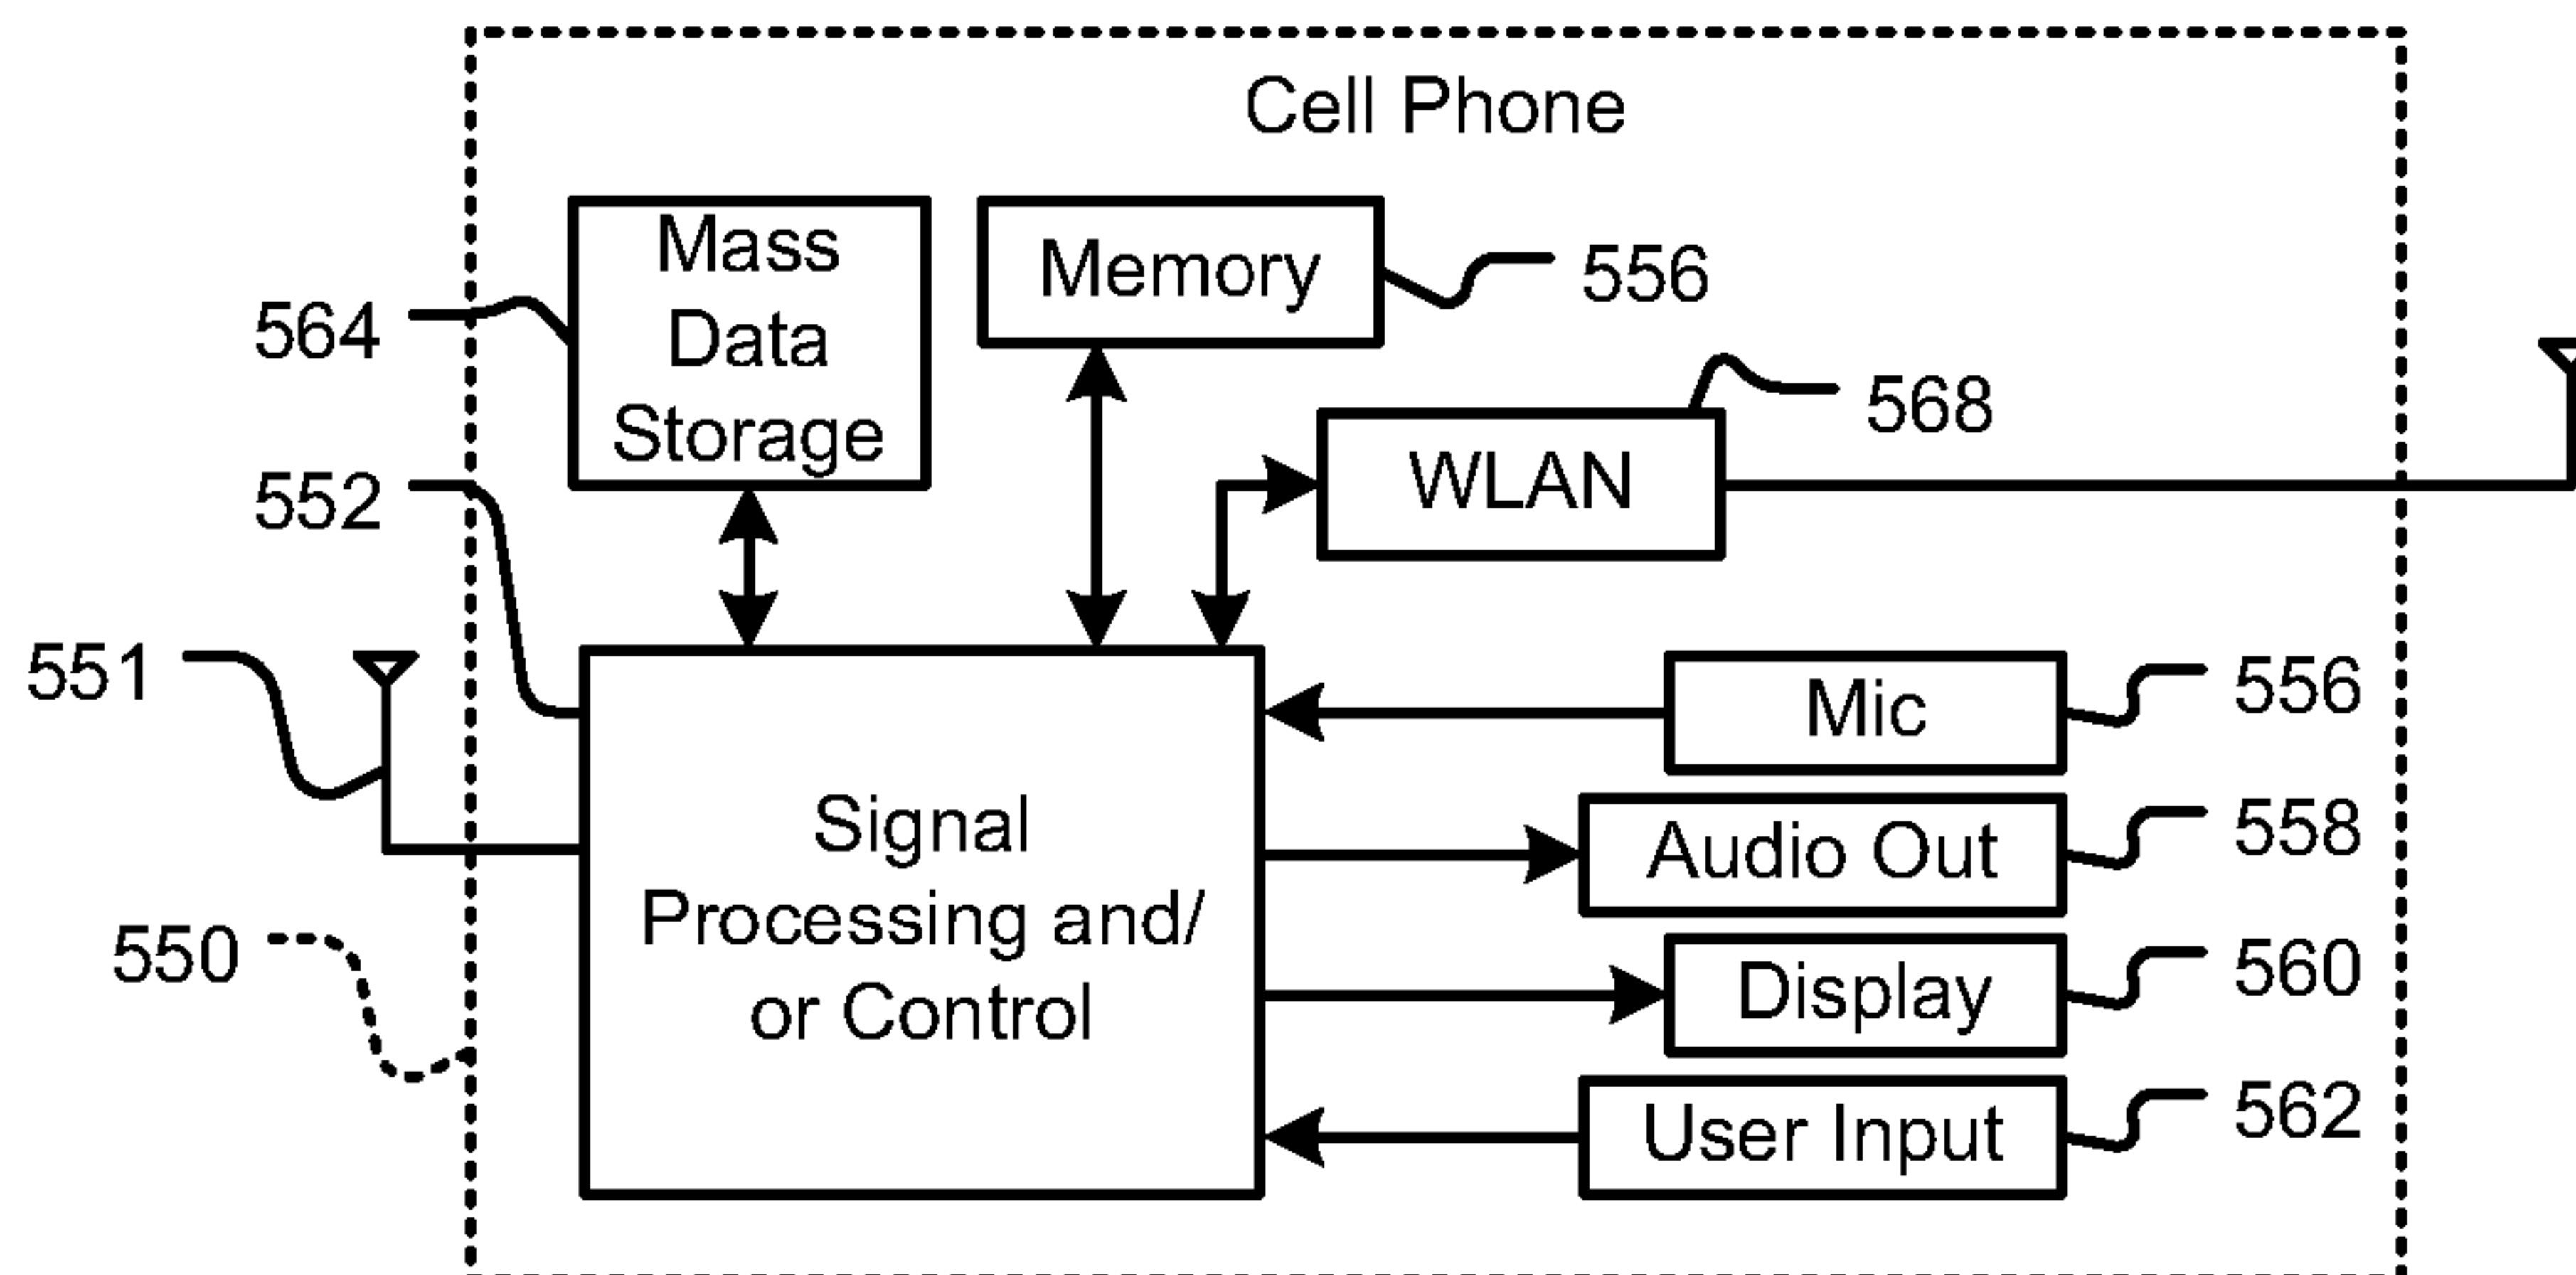 Cell Phone
Mass
Data
Storage
Memory
556
564
568
WLAN
552
551
Mic
556
Signal
Processing and/
or Control
Audio Out
558
550
Display
560
User Input
562